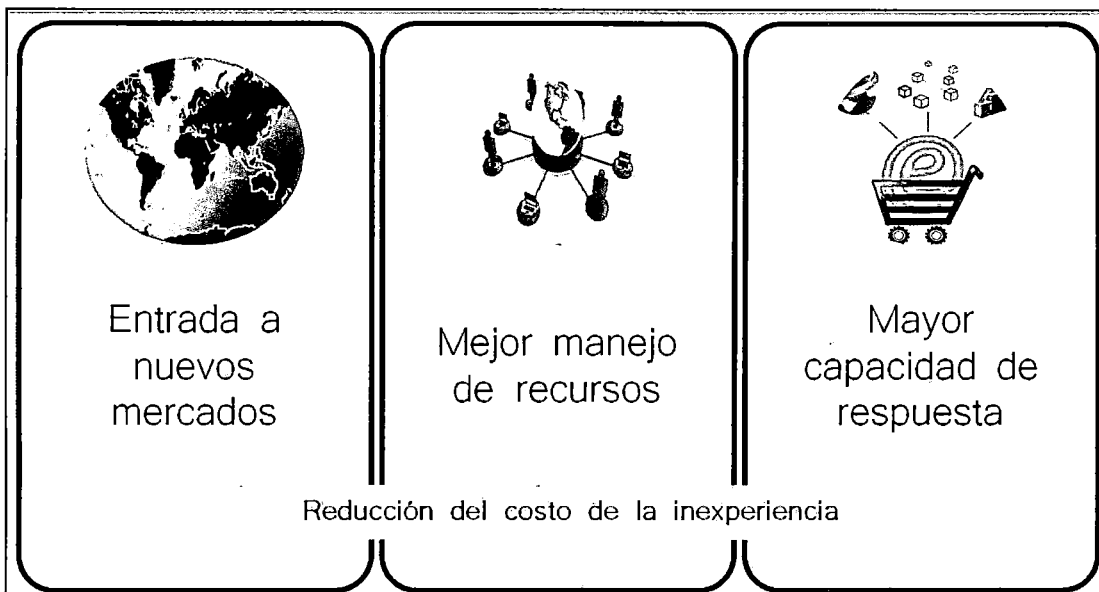 Entrada a
nuevos
mercados
Mejor manejo
de recursos
Mayor
capacidad de
respuesta
Reducción del costo de la inexperiencia